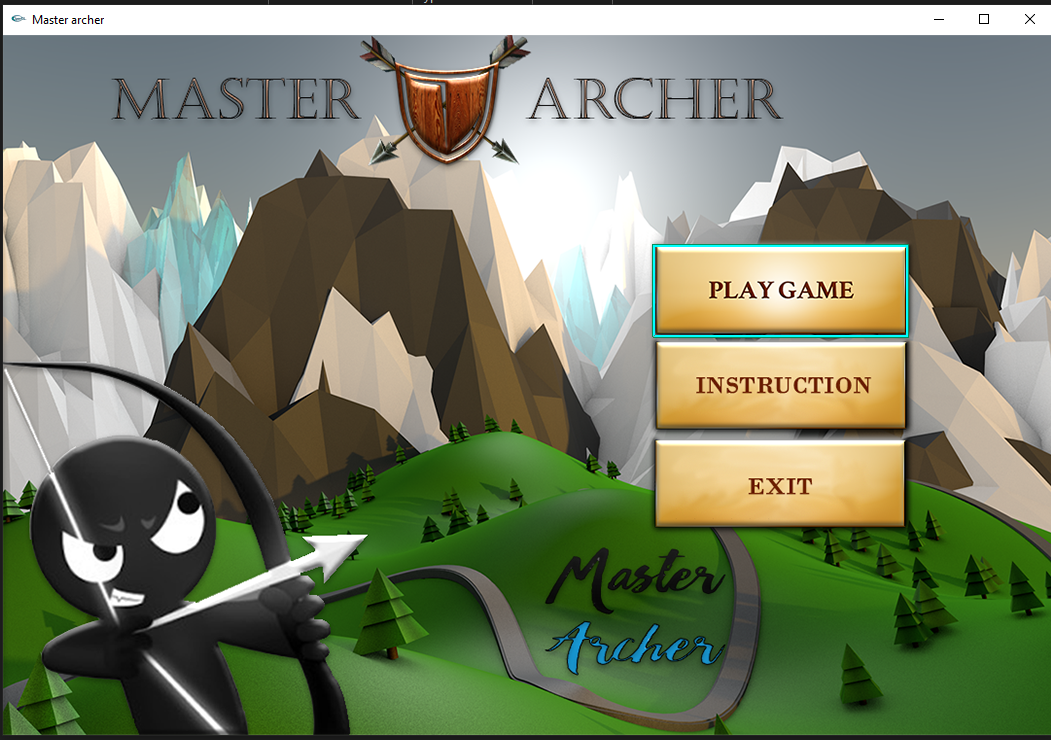 Master archer
MASTER ARCHER
PLAY GAME
INSTRUCTION
EXIT
Master
Archer